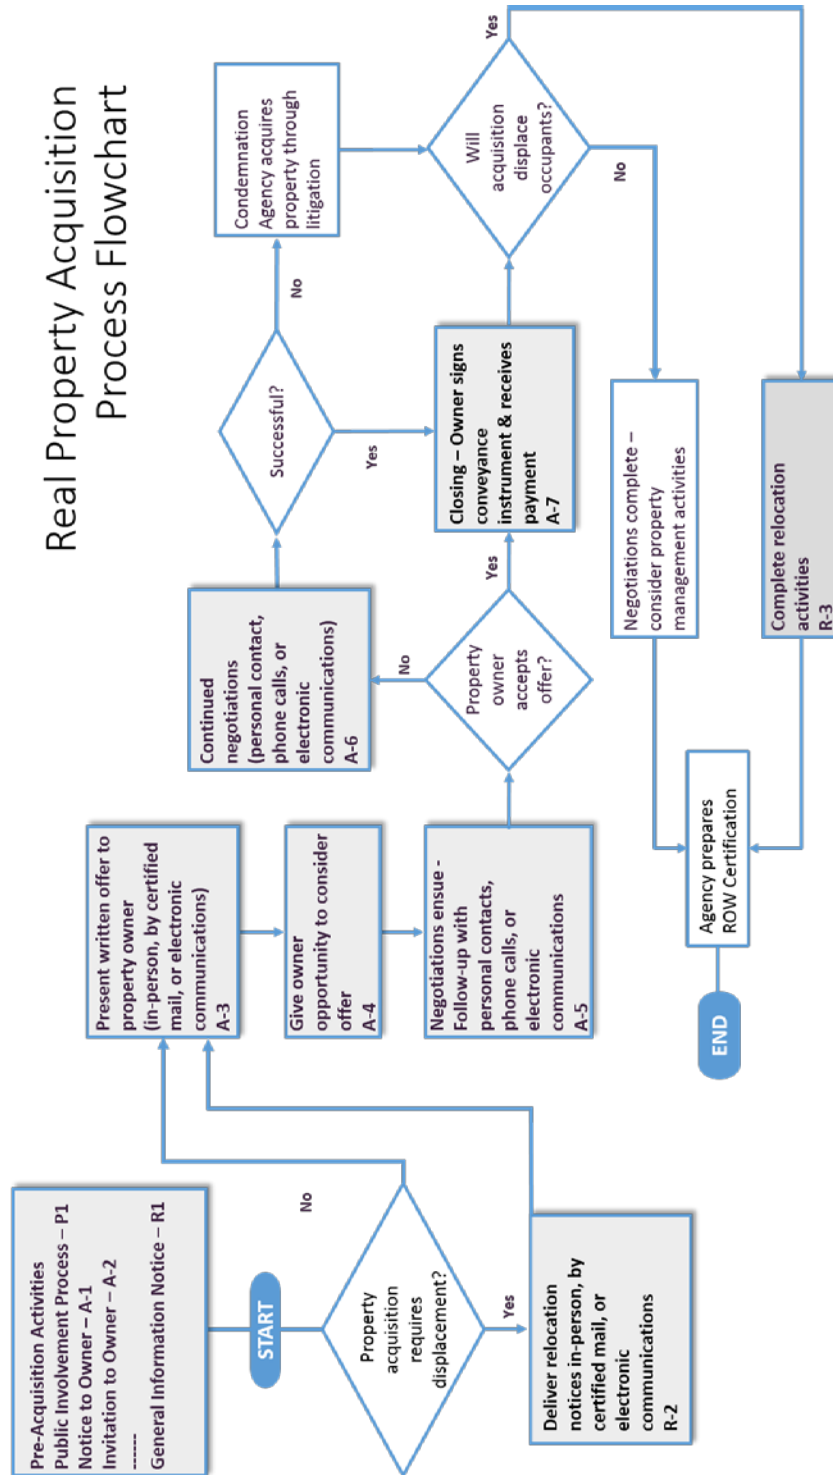 Real Property Acquisition
Process Flowchart
Pre-Acquisition Activities
Public Involvement Process – P1
Notice to Owner – A-1
Invitation to Owner – A-2
------
General Information Notice – R1
START
Property
acquisition
requires
displacement?
No
Yes
Deliver relocation
notices in-person, by
certified mail, or
electronic
communications
R-2
Present written offer to
property owner
(in-person, by certified
mail, or electronic
communications)
A-3
Give owner
opportunity to consider
offer
A-4
Negotiations ensue -
Follow-up with
personal contacts,
phone calls, or
electronic
communications
A-5
Property
owner
accepts
offer?
No
Yes
Continued
negotiations
(personal contact,
phone calls, or
electronic
communications)
A-6
Successful?
No
Yes
Condemnation
Agency acquires
property through
litigation
Closing – Owner signs
conveyance
instrument & receives
payment
A-7
Will
acquisition
displace
occupants?
Yes
No
Negotiations complete –
consider property
management activities
Complete relocation
activities
R-3
Agency prepares
ROW Certification
END